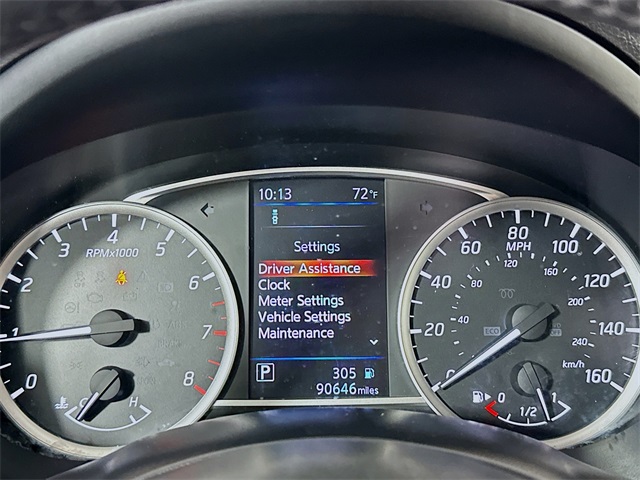 10:13 72°F
Settings
Driver Assistance
Clock
Meter Settings
Vehicle Settings
Maintenance
P 305
90646 miles
0 1 3 4 6 7 8
RPMx1000
C H
0 20 40 60 80 100 120 140 160
MPH
40 80 120 160 200 240
km/h
ECO
0 1/2 1